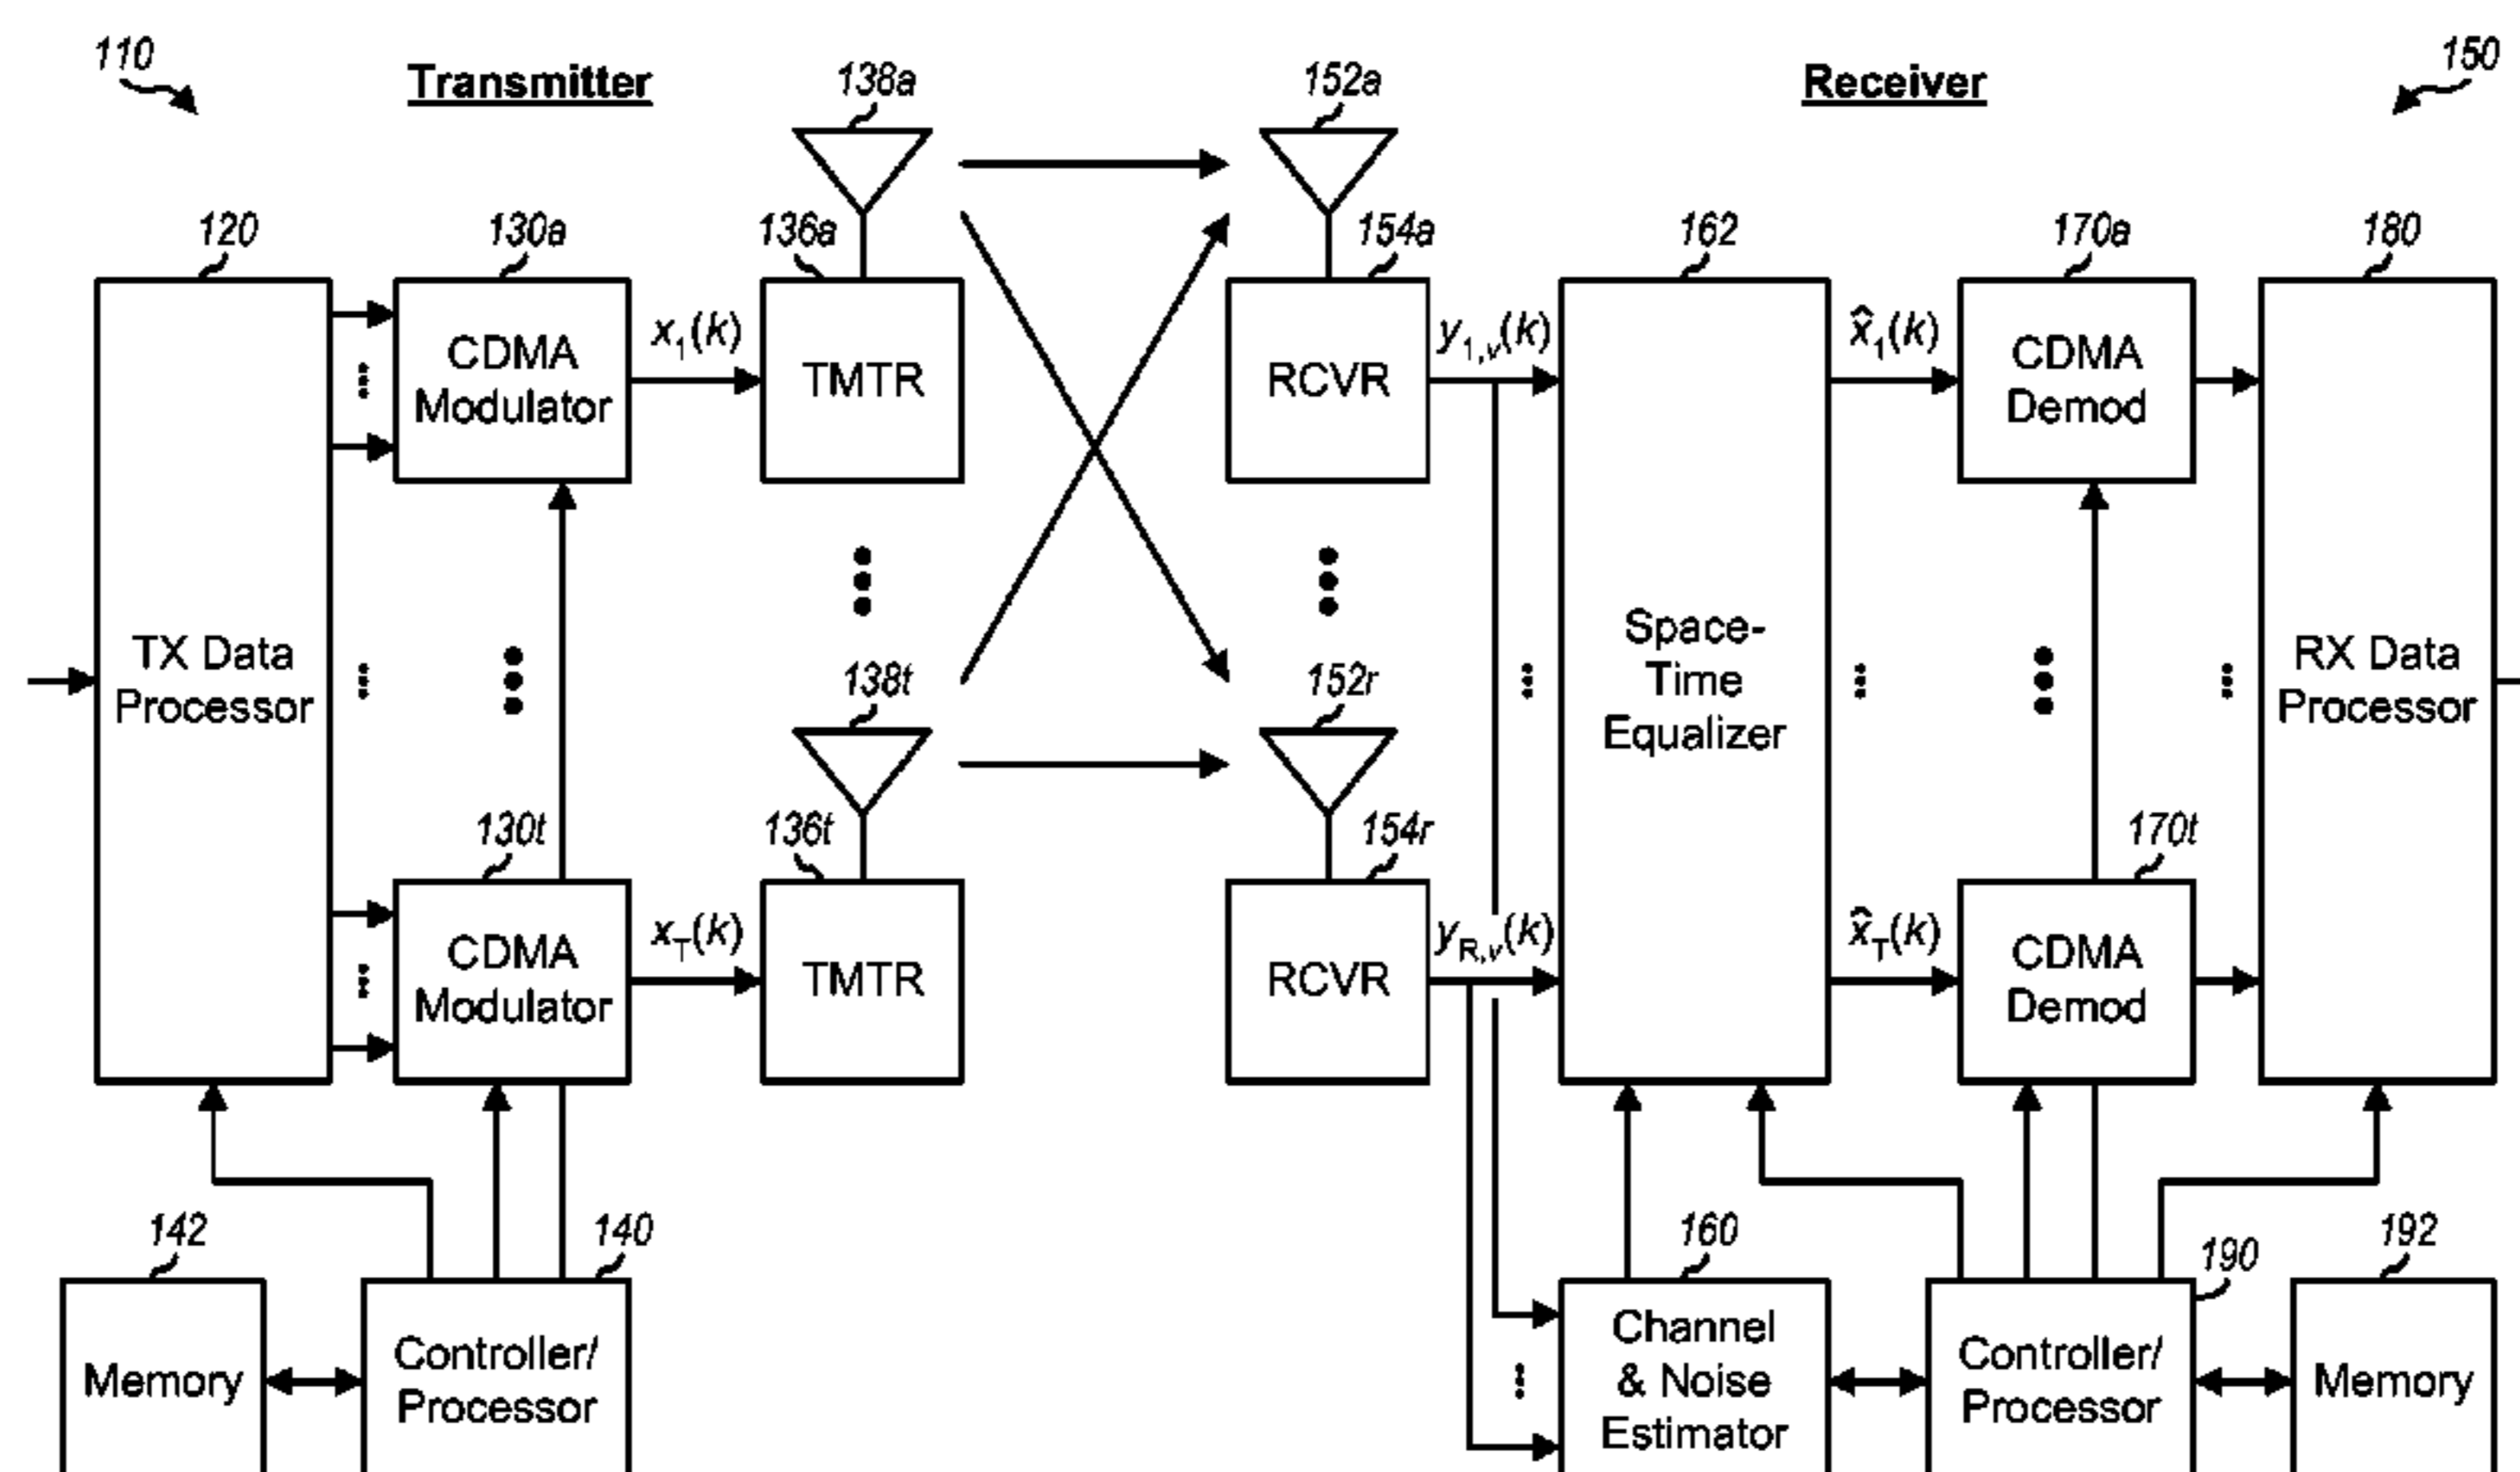 110
Transmitter
138a
152a
Receiver
150
120
130a
136a
154a
162
170a
180
CDMA
Modulator
x₁(k)
TMTR
RCVR
y₁,ᵥ(k)
x̂₁(k)
CDMA
Demod
TX Data
Processor
138t
152r
Space-
Time
Equalizer
RX Data
Processor
130t
136t
154r
170t
CDMA
Modulator
x_T(k)
TMTR
RCVR
y_R,ᵥ(k)
x̂_T(k)
CDMA
Demod
142
140
160
190
192
Memory
Controller/
Processor
Channel
& Noise
Estimator
Controller/
Processor
Memory